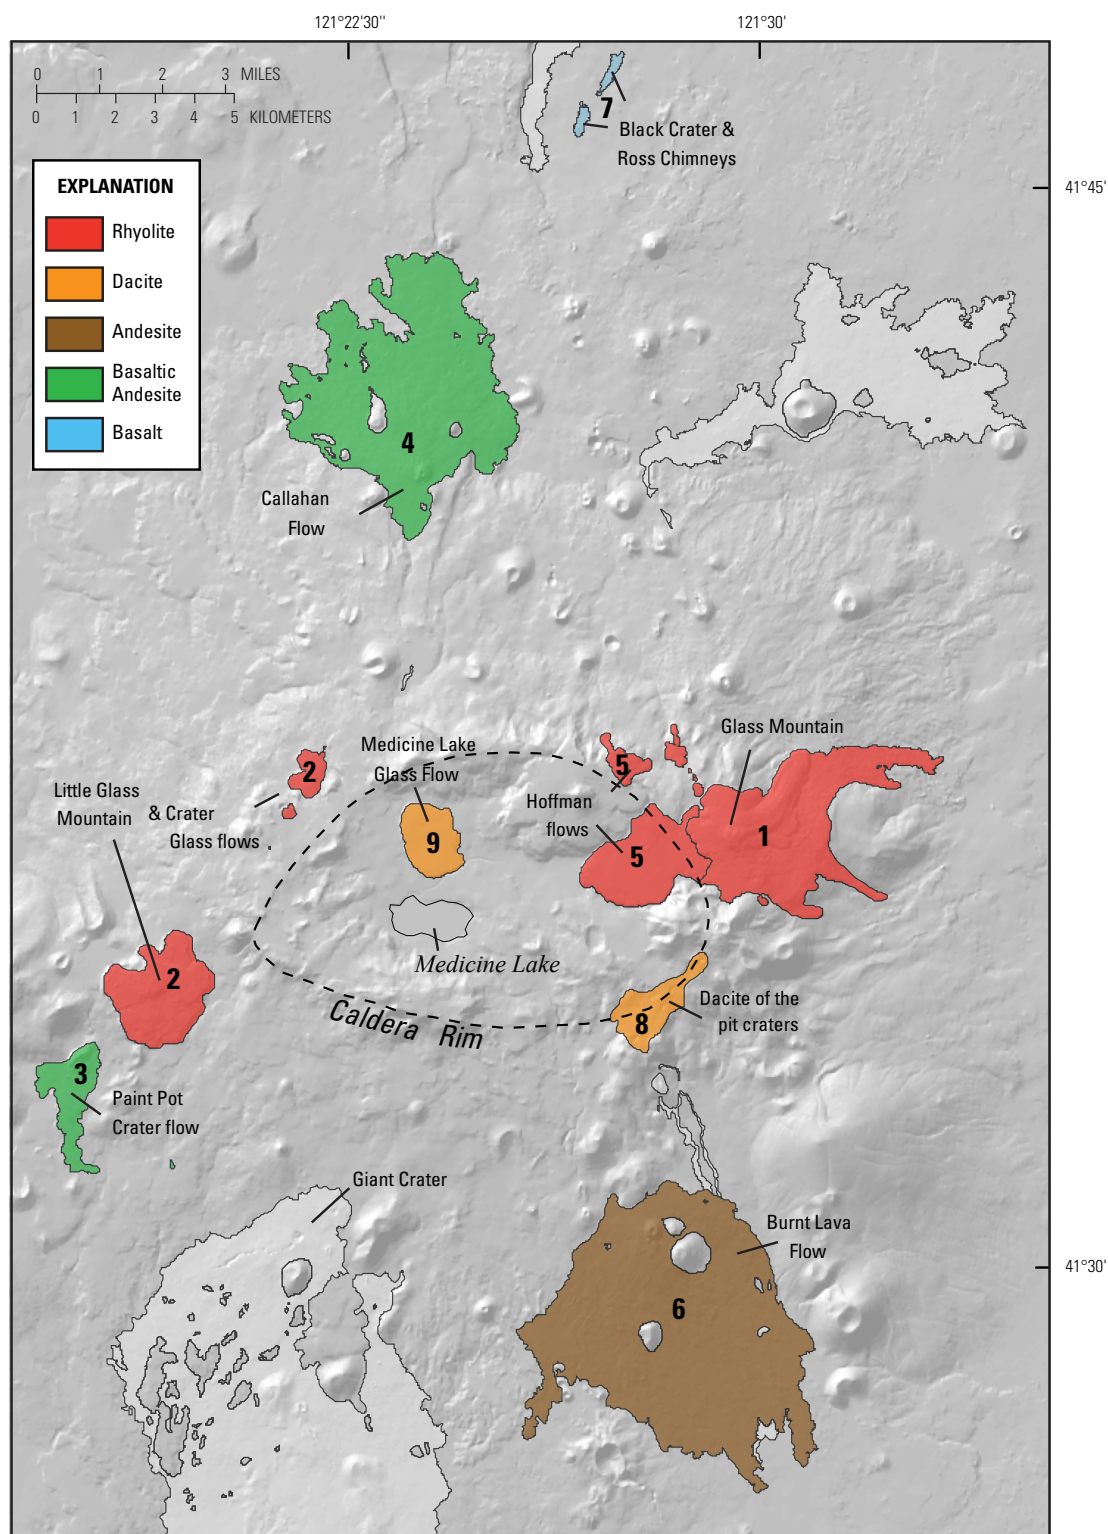 121°22'30''
121°30'
0 1 2 3 MILES
0 1 2 3 4 5 KILOMETERS
EXPLANATION
Rhyolite
Dacite
Andesite
Basaltic
Andesite
Basalt
7
Black Crater &
Ross Chimneys
41°45'
4
Callahan
Flow
Glass Mountain
Medicine Lake
Glass Flow
2
5
Little Glass
Mountain
& Crater
Glass flows
Hoffman
flows
9
5
1
Medicine Lake
2
Dacite of the
pit craters
Caldera Rim
8
3
Paint Pot
Crater flow
Giant Crater
Burnt Lava
Flow
41°30'
6